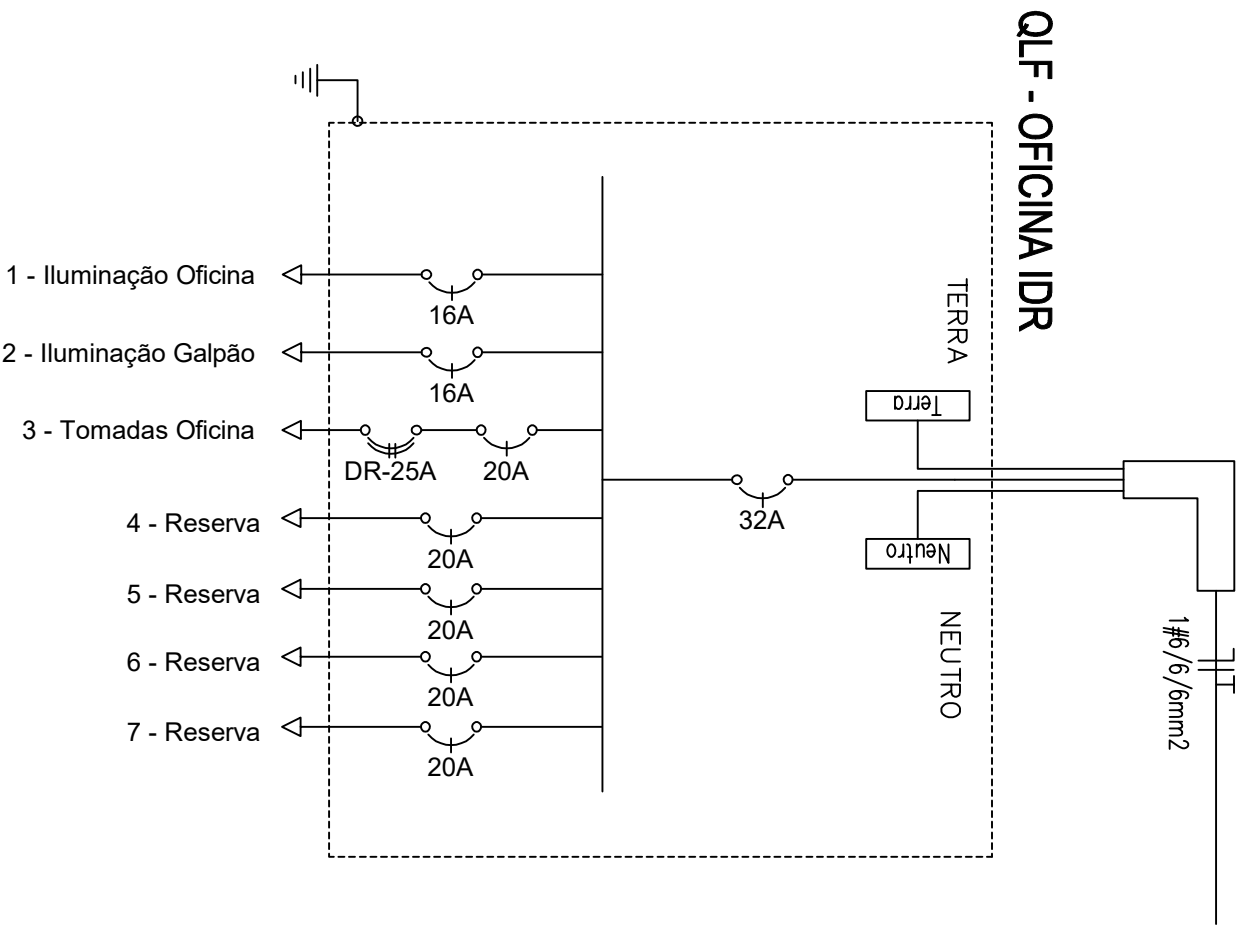 QLF - OFICINA IDR
1 - Iluminação Oficina
16A
2 - Iluminação Galpão
16A
3 - Tomadas Oficina
DR-25A
20A
4 - Reserva
20A
5 - Reserva
20A
6 - Reserva
20A
7 - Reserva
20A
32A
TERRA
Terra
Neutro
NEUTRO
1#6/6/6mm2